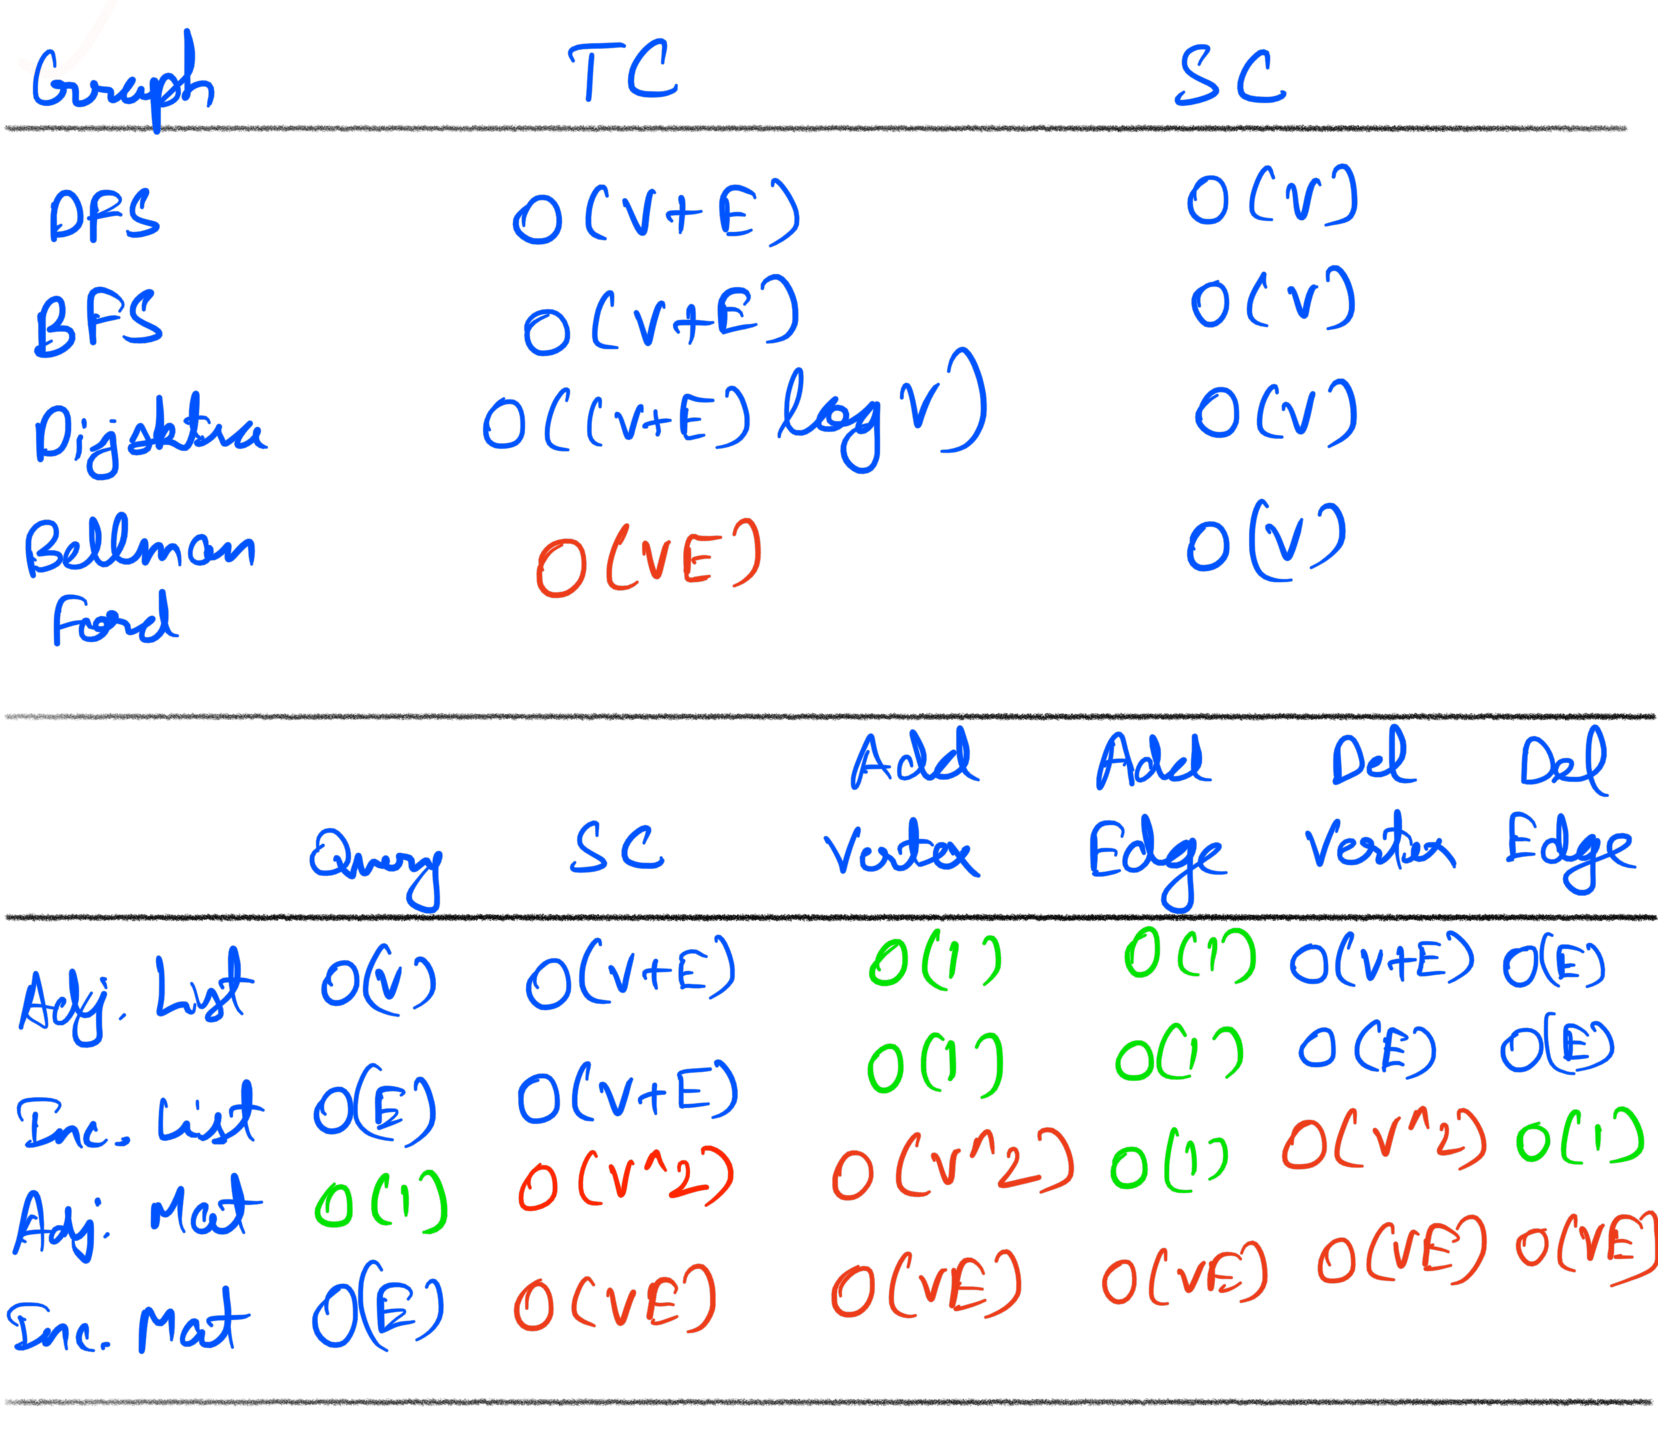 Graph TC SC
DFS O(V+E) O(V)
BFS O(V+E) O(V)
Dijsktra O((V+E) log V) O(V)
Bellman O(VE) O(V)
Ford
Add Add Del Del
Query SC Vertex Edge Vertex Edge
Adj. List O(V) O(V+E) O(1) O(1) O(V+E) O(E)
Inc. List O(E) O(V+E) O(1) O(1) O(E) O(E)
Adj. Mat O(1) O(V^2) O(V^2) O(1) O(V^2) O(1)
Inc. Mat O(E) O(VE) O(VE) O(VE) O(VE) O(VE)